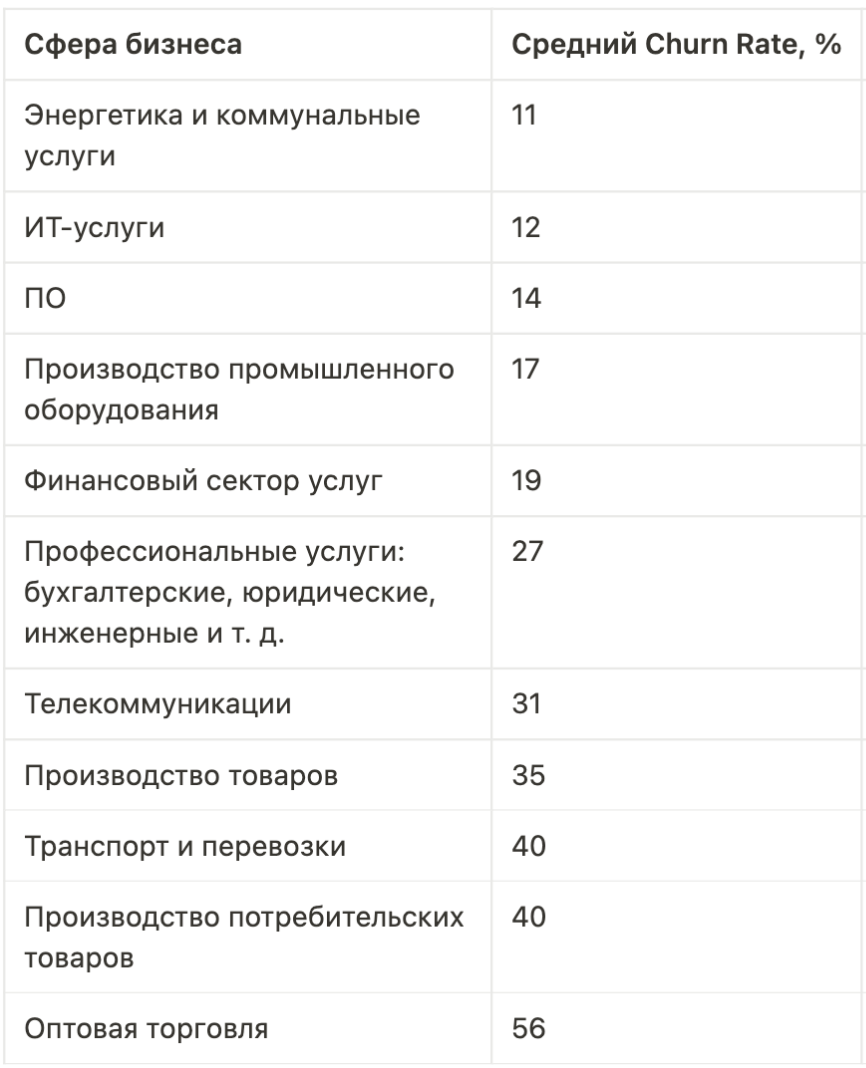 Сфера бизнеса
Средний Churn Rate, %
Энергетика и коммунальные
услуги
11
ИТ-услуги
12
ПО
14
Производство промышленного
оборудования
17
Финансовый сектор услуг
19
Профессиональные услуги:
бухгалтерские, юридические,
инженерные и т. д.
27
Телекоммуникации
31
Производство товаров
35
Транспорт и перевозки
40
Производство потребительских
товаров
40
Оптовая торговля
56